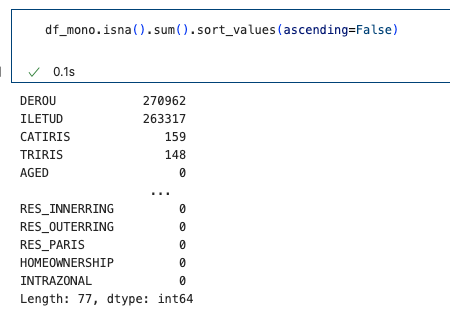 df_mono.isna().sum().sort_values(ascending=False)
✓ 0.1s
DEROU 270962
ILETUD 263317
CATIRIS 159
TRIRIS 148
AGED 0
...
RES_INNERRING 0
RES_OUTERRING 0
RES_PARIS 0
HOMEOWNERSHIP 0
INTRAZONAL 0
Length: 77, dtype: int64